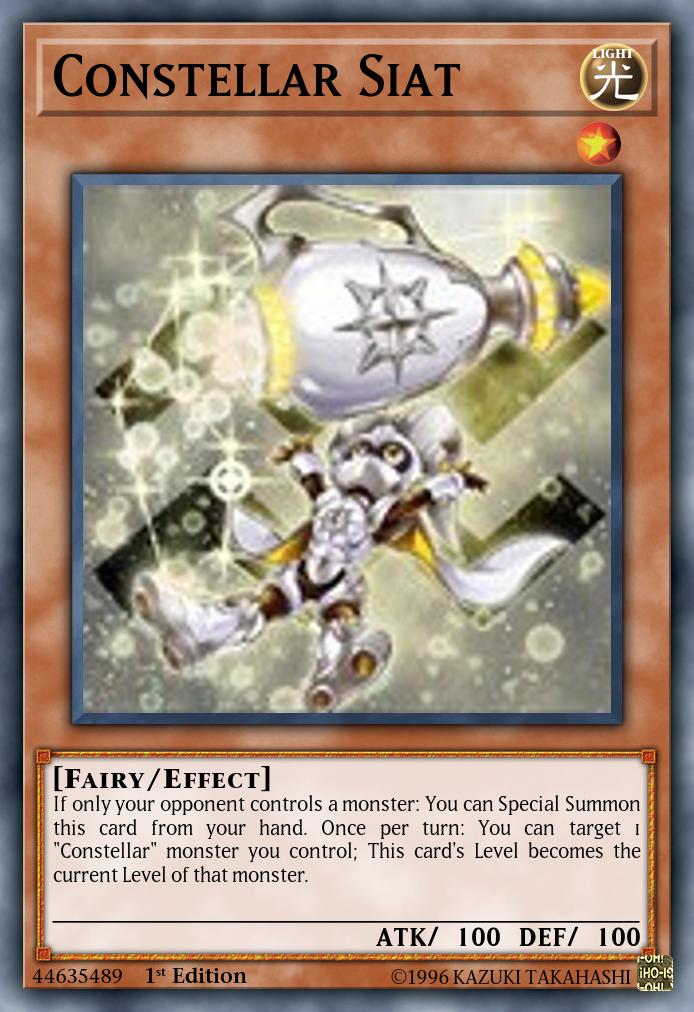 CONSTELLAR SIAT
LIGHT
光
[FAIRY/EFFECT]
If only your opponent controls a monster: You can Special Summon
this card from your hand. Once per turn: You can target 1
"Constellar" monster you control; This card's Level becomes the
current Level of that monster.
ATK/ 100 DEF/ 100
44635489 1st Edition ©1996 KAZUKI TAKAHASHI